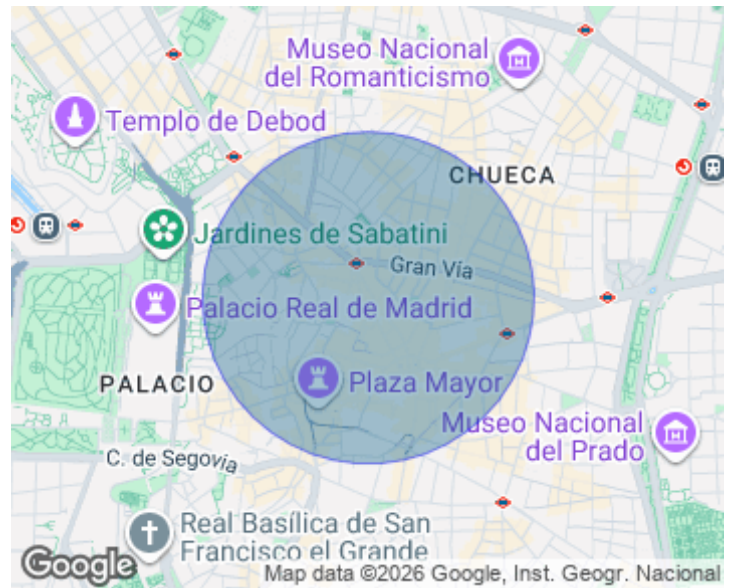 Museo Nacional
del Romanticismo
Templo de Debod
CHUECA
Jardines de Sabatini
Gran Vía
Palacio Real de Madrid
PALACIO
Plaza Mayor
Museo Nacional
del Prado
C. de Segovia
Real Basílica de San
Francisco el Grande
Google
Map data ©2026 Google, Inst. Geogr. Nacional